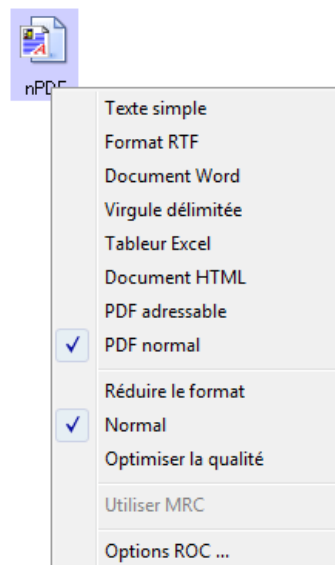 nPDF
Texte simple
Format RTF
Document Word
Virgule délimitée
Tableur Excel
Document HTML
PDF adressable
PDF normal
Réduire le format
Normal
Optimiser la qualité
Utiliser MRC
Options ROC ...